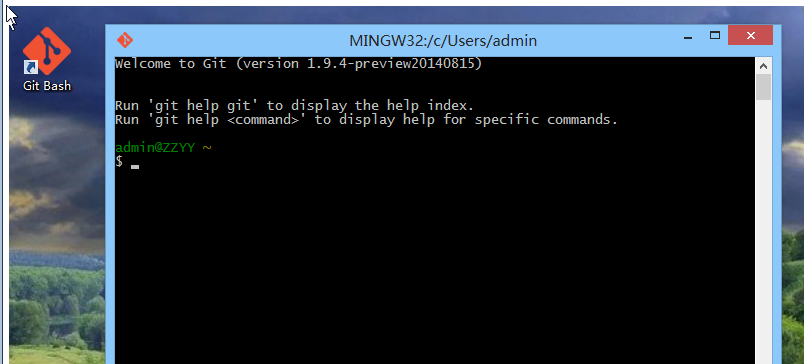 MINGW32:/c/Users/admin
Git Bash
Welcome to Git (version 1.9.4-preview20140815)
Run 'git help git' to display the help index.
Run 'git help <command>' to display help for specific commands.
admin@ZZYY ~
$